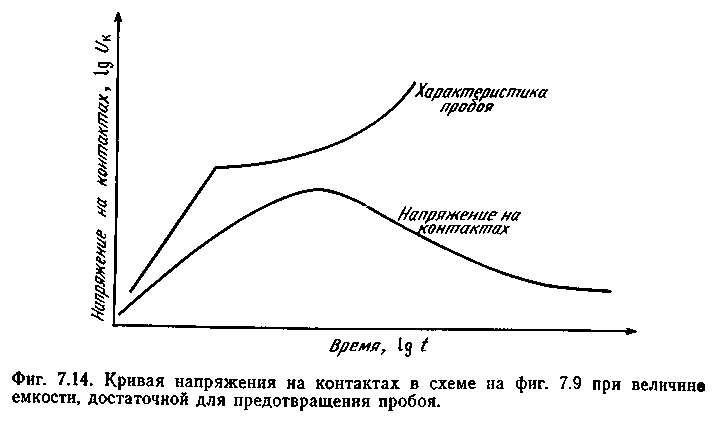 Напряжение на контактах, lg Uк
Характеристика
пробоя
Напряжение на
контактах
Время, lg t
Фиг. 7.14. Кривая напряжения на контактах в схеме на фиг. 7.9 при величине
емкости, достаточной для предотвращения пробоя.